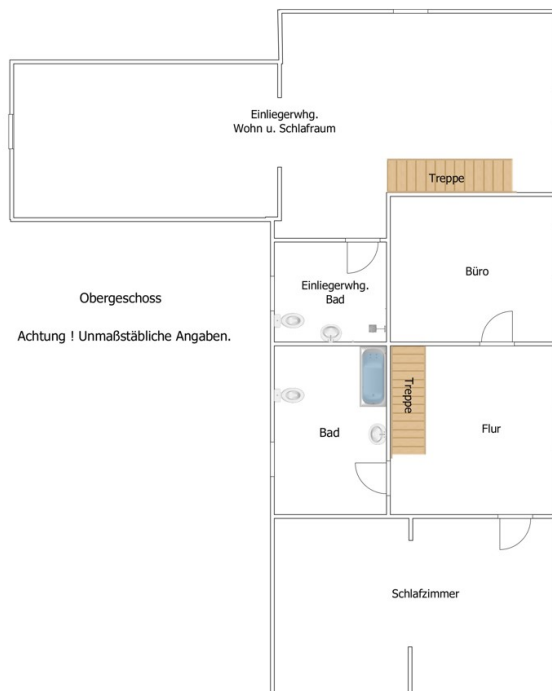 Einliegerwhg.
Wohn u. Schlafraum
Treppe
Büro
Einliegerwhg.
Bad
Obergeschoss
Achtung ! Unmaßstäbliche Angaben.
Treppe
Bad
Flur
Schlafzimmer